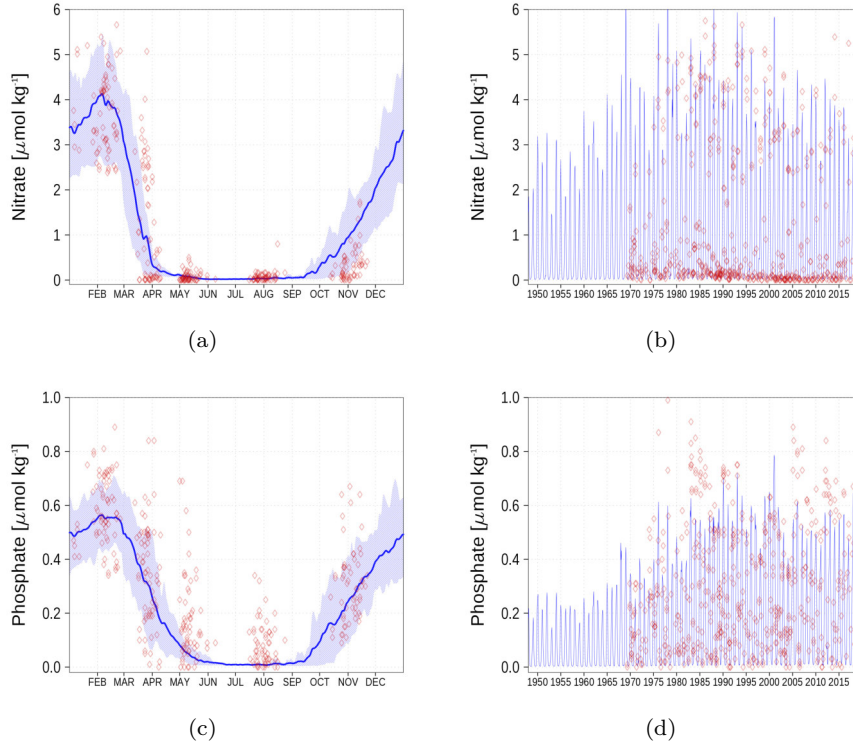 6
5
4
3
2
1
0
Nitrate [μmol kg⁻¹]
FEB MAR APR MAY JUN JUL AUG SEP OCT NOV DEC
(a)
6
5
4
3
2
1
0
Nitrate [μmol kg⁻¹]
1950 1955 1960 1965 1970 1975 1980 1985 1990 1995 2000 2005 2010 2015
(b)
1.0
0.8
0.6
0.4
0.2
0.0
Phosphate [μmol kg⁻¹]
FEB MAR APR MAY JUN JUL AUG SEP OCT NOV DEC
(c)
1.0
0.8
0.6
0.4
0.2
0.0
Phosphate [μmol kg⁻¹]
1950 1955 1960 1965 1970 1975 1980 1985 1990 1995 2000 2005 2010 2015
(d)